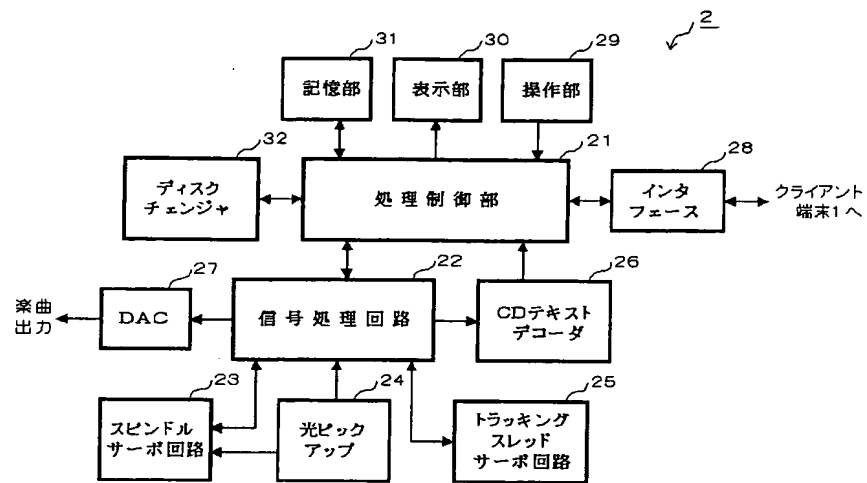 2
31
30
29
記憶部
表示部
操作部
32
21
28
ディスク
チェンジャ
処理制御部
インタ
フェース
クライアント
端末1へ
27
22
26
楽曲
出力
DAC
信号処理回路
CDテキスト
デコーダ
23
24
25
スピンドル
サーボ回路
光ピック
アップ
トラッキング
スレッド
サーボ回路